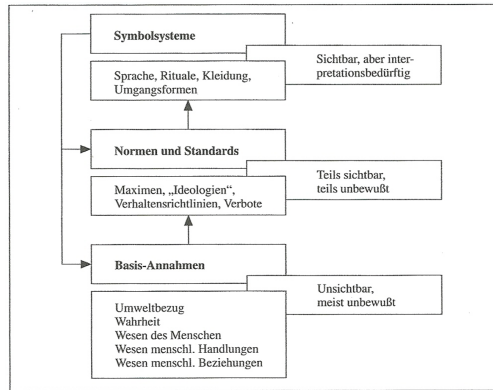 Symbolsysteme
Sichtbar, aber inter-
pretationsbedürftig
Sprache, Rituale, Kleidung,
Umgangsformen
Normen und Standards
Teils sichtbar,
teils unbewußt
Maximen, „Ideologien“,
Verhaltensrichtlinien, Verbote
Basis-Annahmen
Unsichtbar,
meist unbewußt
Umweltbezug
Wahrheit
Wesen des Menschen
Wesen menschl. Handlungen
Wesen menschl. Beziehungen